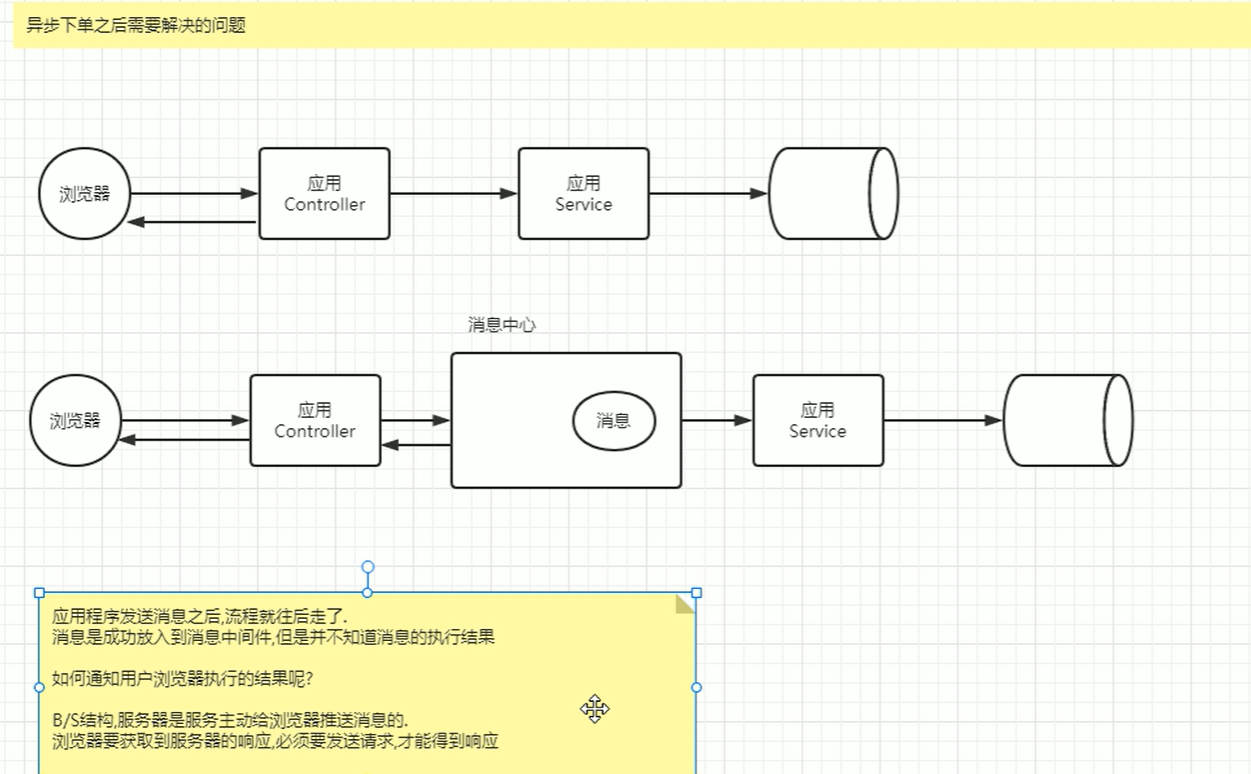 异步下单之后需要解决的问题
浏览器
应用
Controller
应用
Service
消息中心
浏览器
应用
Controller
消息
应用
Service
应用程序发送消息之后,流程就往后走了.
消息是成功放入到消息中间件,但是并不知道消息的执行结果
如何通知用户浏览器执行的结果呢?
B/S结构,服务器是服务主动给浏览器推送消息的.
浏览器要获取到服务器的响应,必须要发送请求,才能得到响应